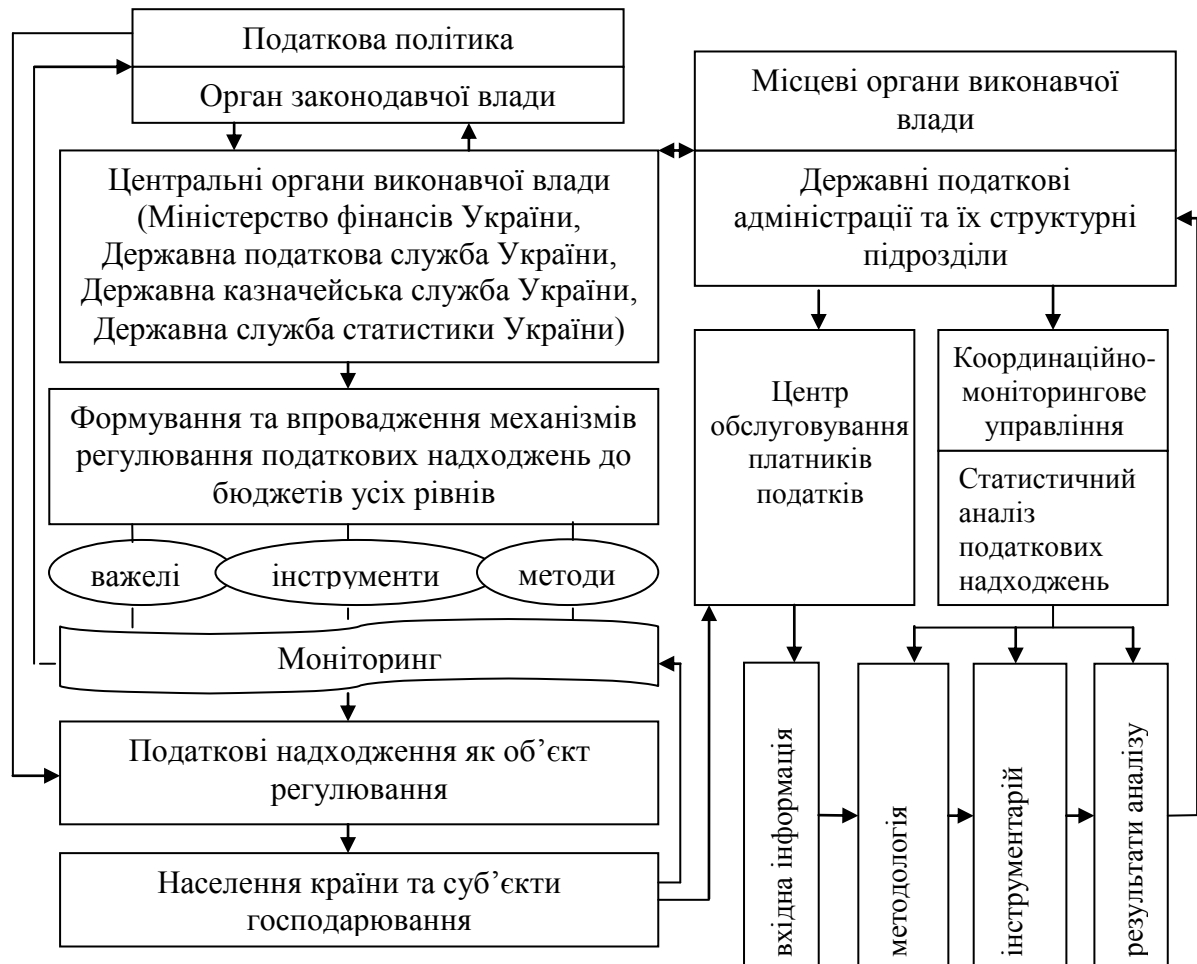 Податкова політика
Орган законодавчої влади
Центральні органи виконавчої влади
(Міністерство фінансів України,
Державна податкова служба України,
Державна казначейська служба України,
Державна служба статистики України)
Формування та впровадження механізмів
регулювання податкових надходжень до
бюджетів усіх рівнів
важелі
інструменти
методи
Моніторинг
Податкові надходження як об’єкт
регулювання
Населення країни та суб’єкти
господарювання
Місцеві органи виконавчої
влади
Державні податкові
адміністрації та їх структурні
підрозділи
Центр
обслуговування
платників
податків
Координаційно-
моніторингове
управління
Статистичний
аналіз
податкових
надходжень
вхідна інформація
методологія
інструментарій
результати аналізу